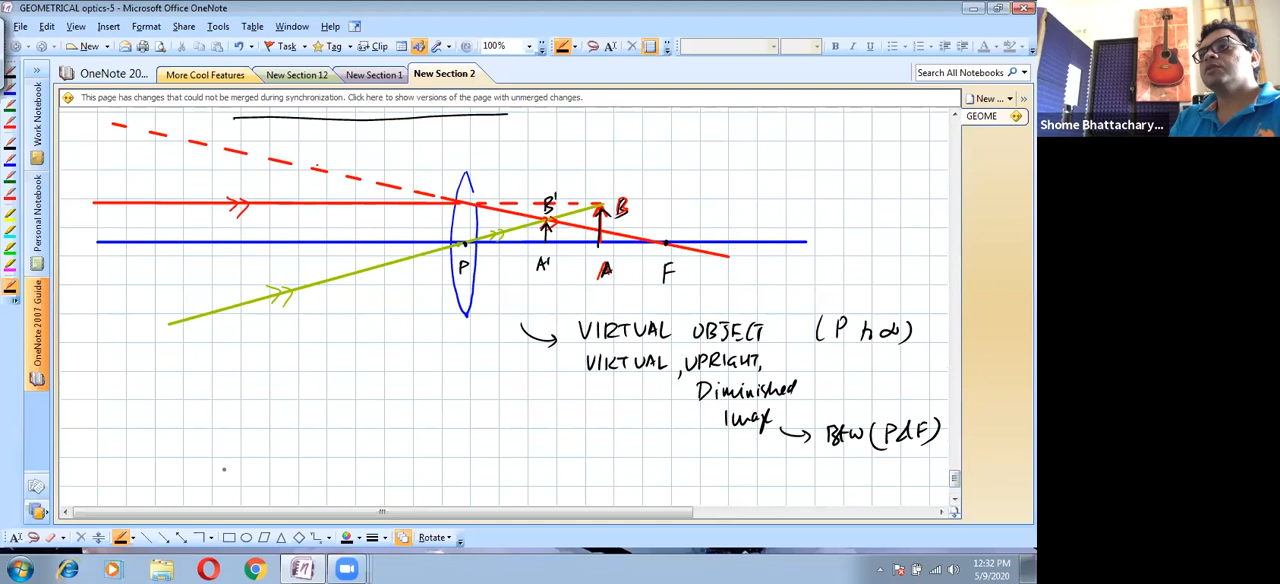 GEOMETRICAL optics-5 - Microsoft Office OneNote
File Edit View Insert Format Share Tools Table Window Help
New Task Tag Clip 100% B I U
OneNote 20... More Cool Features New Section 12 New Section 1 New Section 2 Search All Notebooks New ...
This page has changes that could not be merged during synchronization. Click here to show versions of the page with unmerged changes.
GEOME
Work Notebook
Personal Notebook
OneNote 2007 Guide
Shome Bhattachary...
B' B
P A' A F
VIRTUAL OBJECT (P to ∞)
VIRTUAL, UPRIGHT,
Diminished
Image
Btw (P & F)
Rotate
12:32 PM
5/9/2020